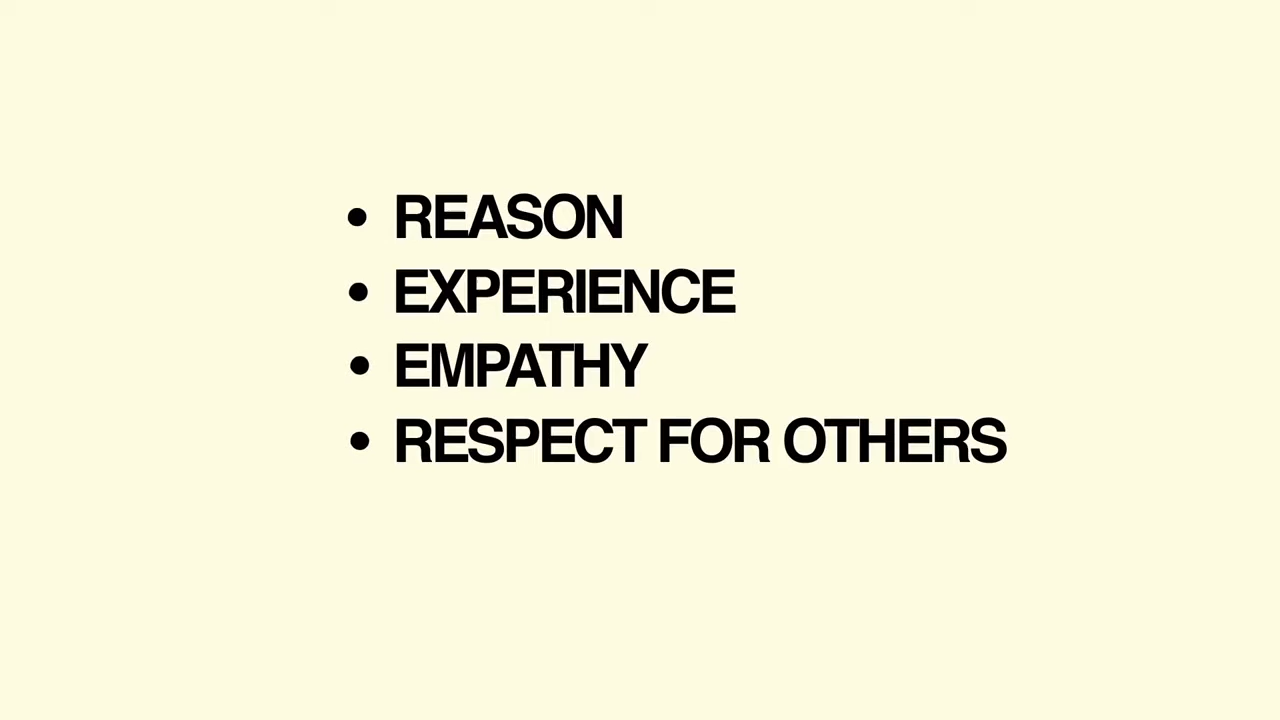 • REASON
• EXPERIENCE
• EMPATHY
• RESPECT FOR OTHERS